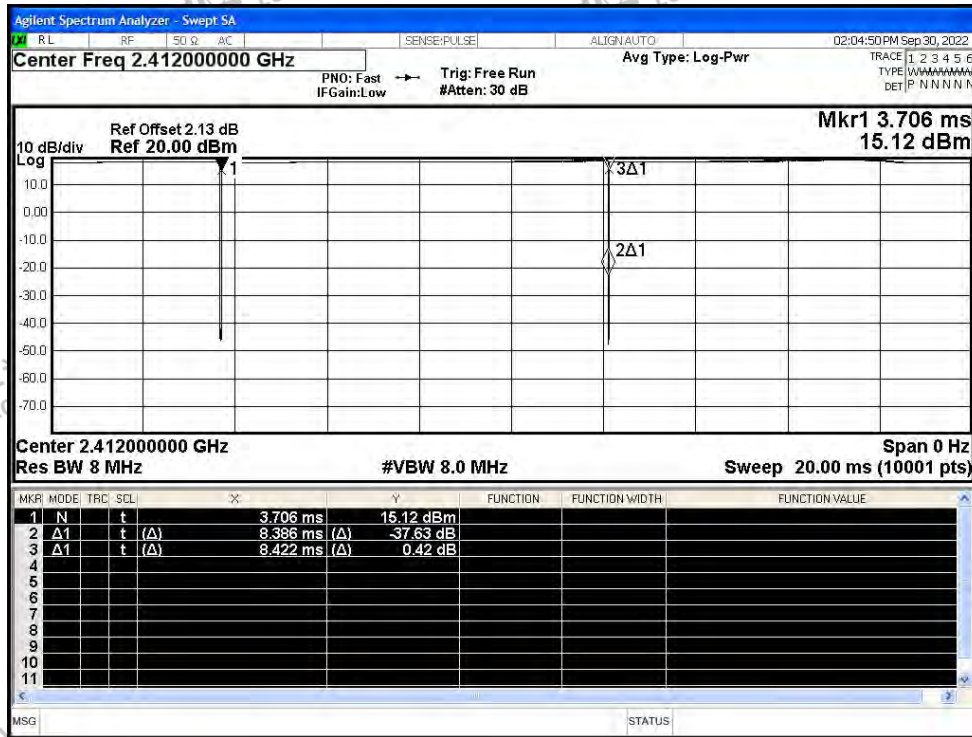 Agilent Spectrum Analyzer - Swept SA
LXI RL RF 50 Ω AC SENSE:PULSE ALIGN AUTO 02:04:50 PM Sep 30, 2022
Center Freq 2.412000000 GHz
PNO: Fast
IFGain:Low
Trig: Free Run
#Atten: 30 dB
Avg Type: Log-Pwr
TRACE 1 2 3 4 5 6
TYPE
DET P N N N N N
Mkr1 3.706 ms
15.12 dBm
Ref Offset 2.13 dB
10 dB/div Ref 20.00 dBm
Log
1
3Δ1
10.0
0.00
-10.0
2Δ1
-20.0
-30.0
-40.0
-50.0
-60.0
-70.0
Center 2.412000000 GHz Span 0 Hz
Res BW 8 MHz #VBW 8.0 MHz Sweep 20.00 ms (10001 pts)
MKR MODE TRC SCL X Y FUNCTION FUNCTION WIDTH FUNCTION VALUE
1 N t 3.706 ms 15.12 dBm
2 Δ1 t (Δ) 8.386 ms (Δ) -37.63 dB
3 Δ1 t (Δ) 8.422 ms (Δ) 0.42 dB
4
5
6
7
8
9
10
11
MSG STATUS